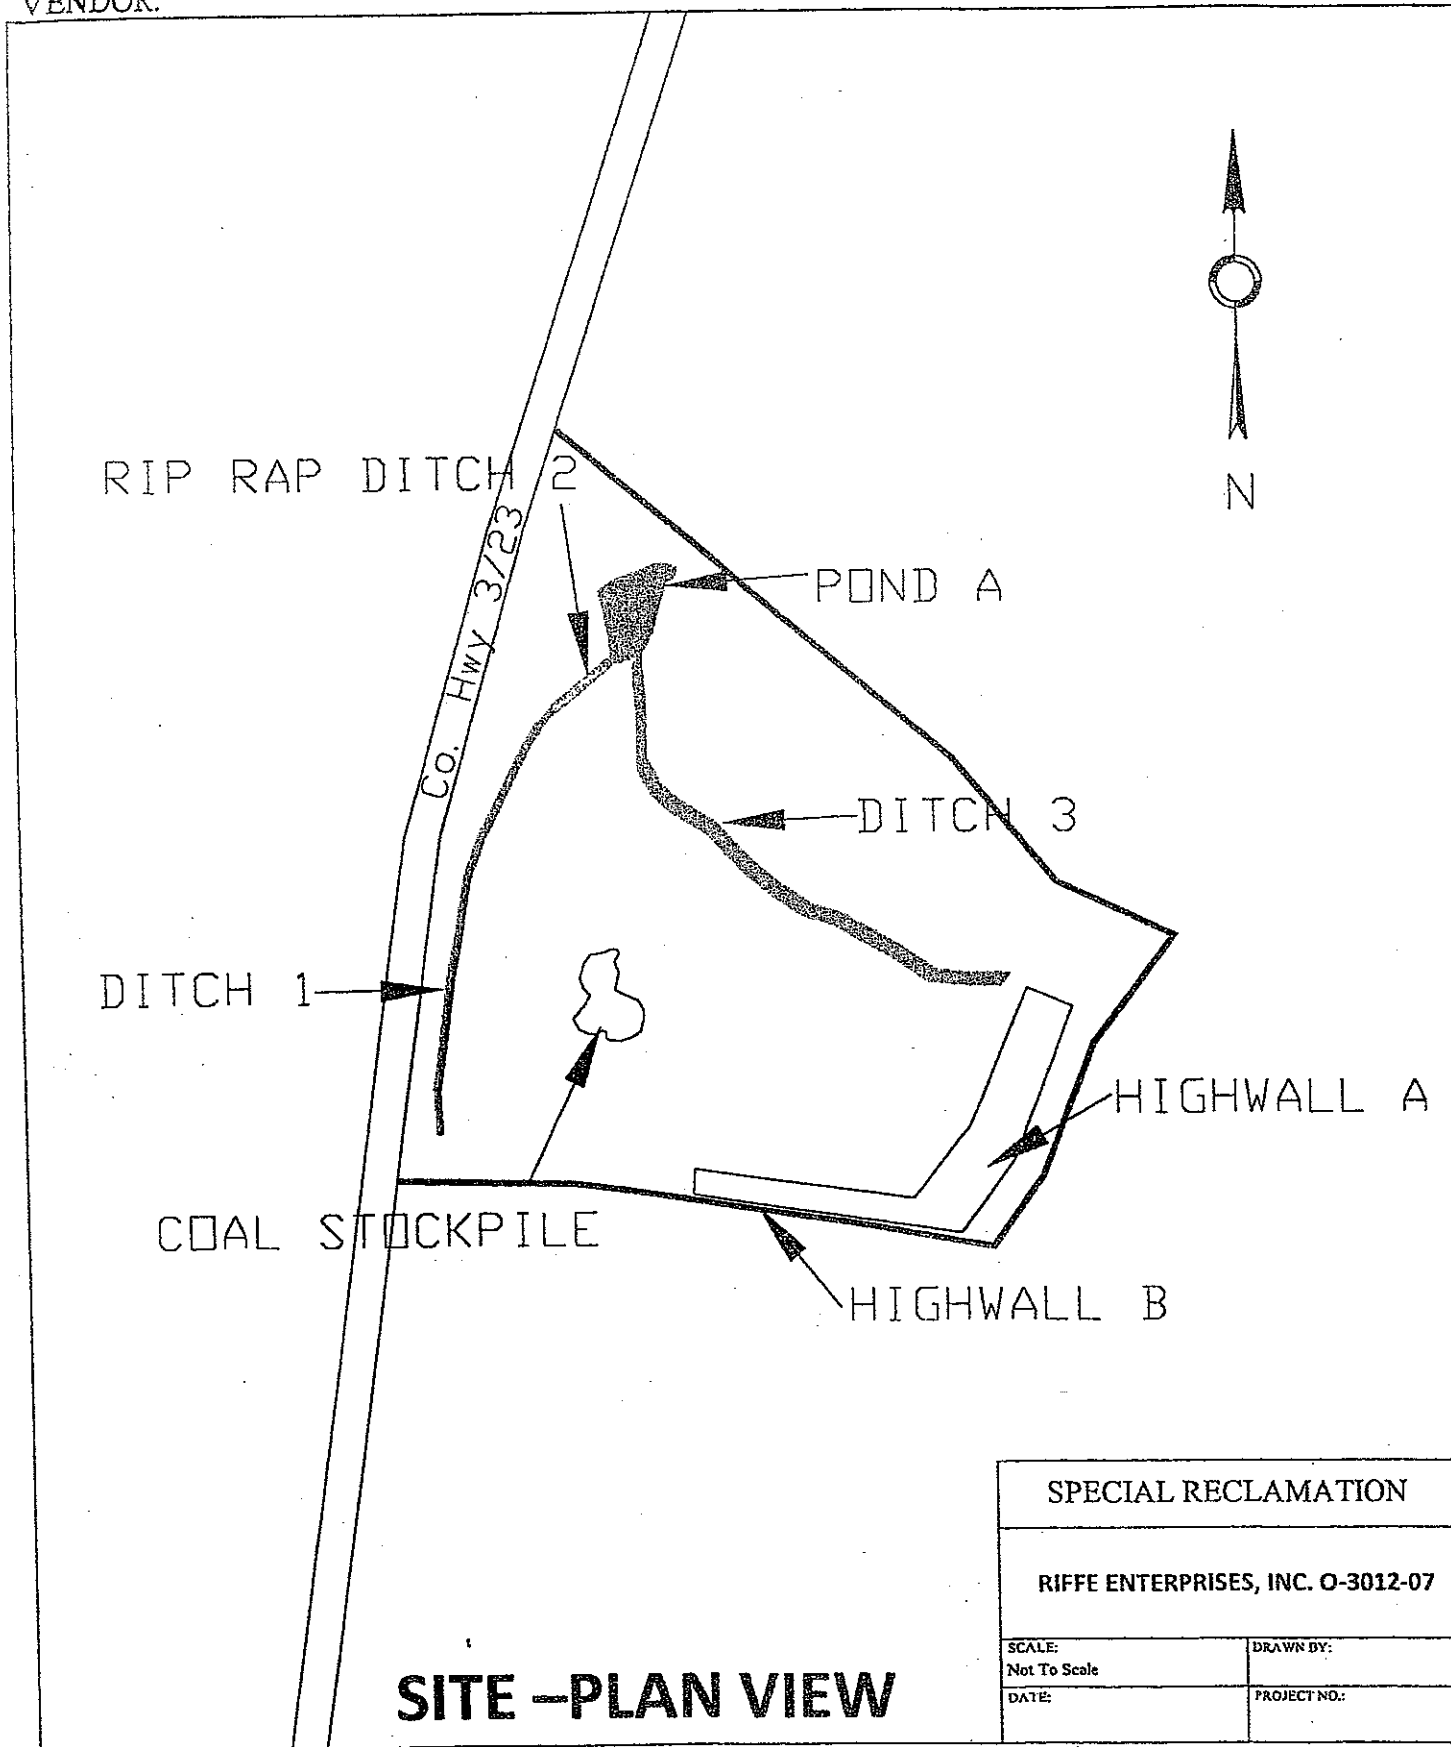 VENDOR:
RIP RAP DITCH 2
Co. Hwy 3/23
POND A
N
DITCH 3
DITCH 1
HIGHWALL A
COAL STOCKPILE
HIGHWALL B
SPECIAL RECLAMATION
RIFFE ENTERPRISES, INC. O-3012-07
SCALE:
Not To Scale
DRAWN BY:
DATE:
PROJECT NO.:
SITE –PLAN VIEW